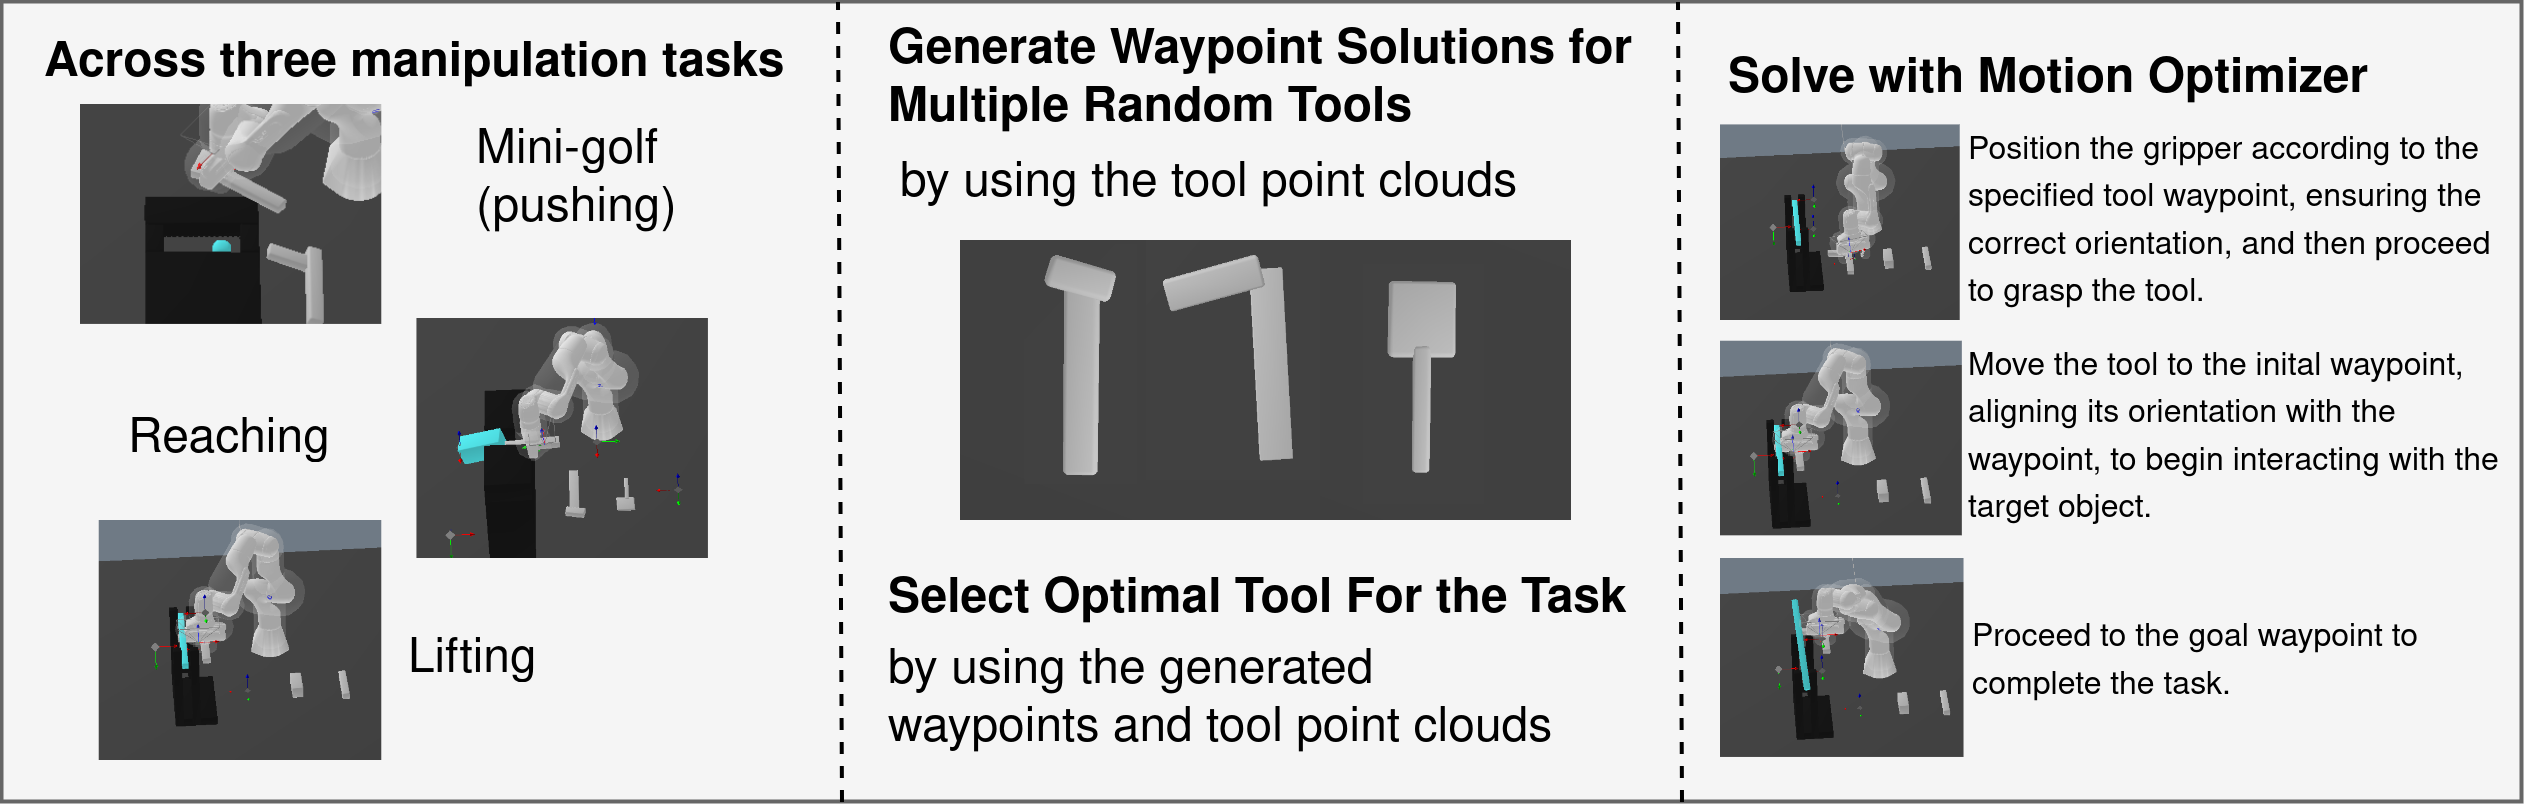 Across three manipulation tasks
Mini-golf
(pushing)
Reaching
Lifting
Generate Waypoint Solutions for
Multiple Random Tools
by using the tool point clouds
Select Optimal Tool For the Task
by using the generated
waypoints and tool point clouds
Solve with Motion Optimizer
Position the gripper according to the
specified tool waypoint, ensuring the
correct orientation, and then proceed
to grasp the tool.
Move the tool to the inital waypoint,
aligning its orientation with the
waypoint, to begin interacting with the
target object.
Proceed to the goal waypoint to
complete the task.